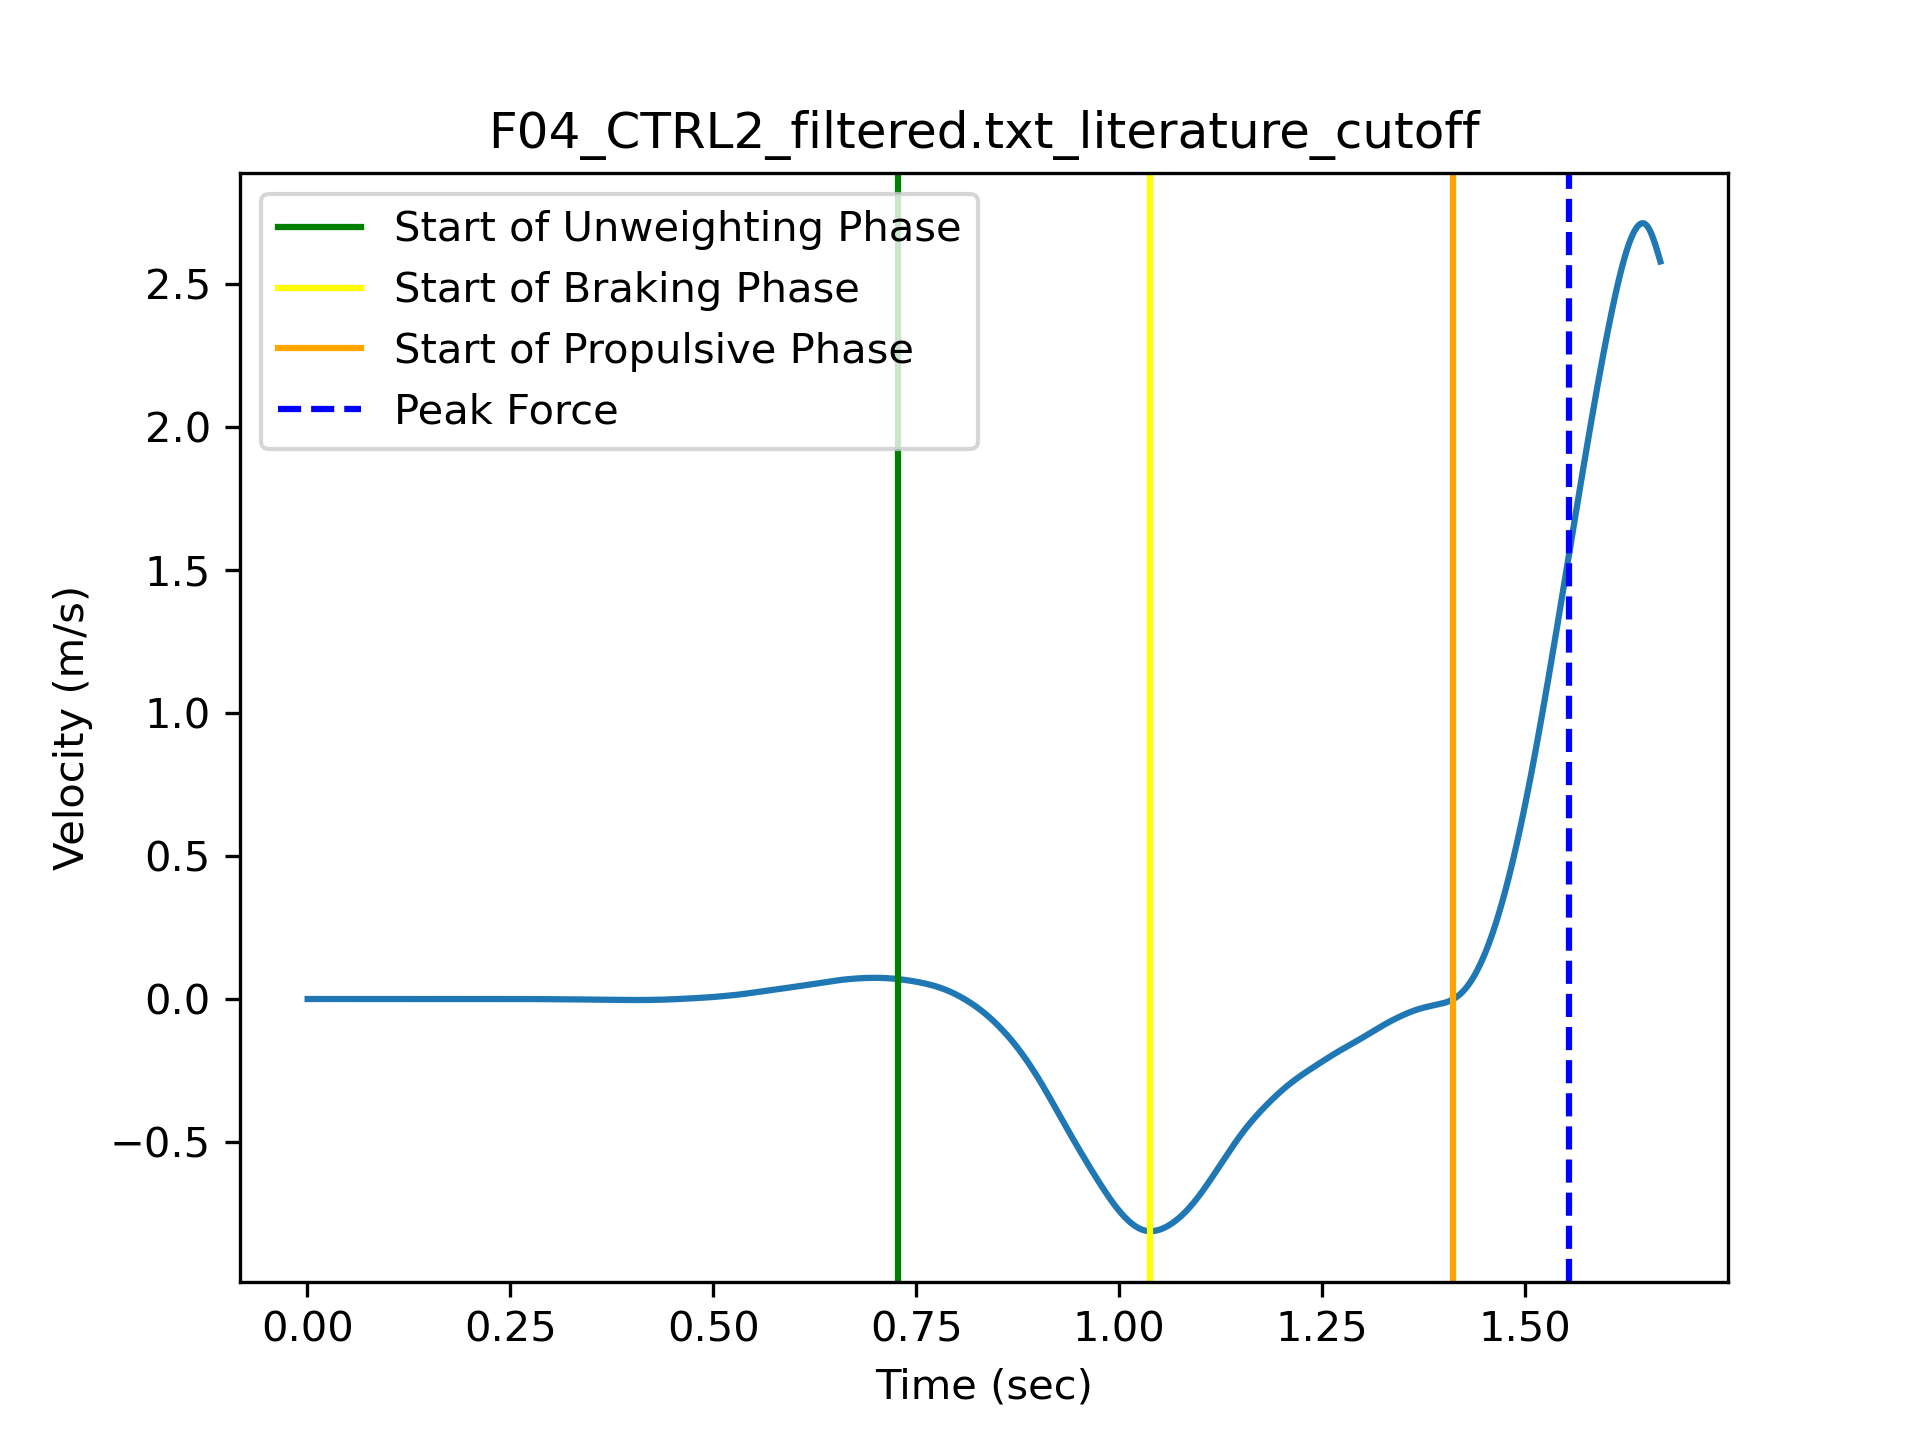 F04_CTRL2_filtered.txt_literature_cutoff
Start of Unweighting Phase
Start of Braking Phase
Start of Propulsive Phase
Peak Force
2.5
2.0
1.5
1.0
0.5
0.0
−0.5
Velocity (m/s)
0.00 0.25 0.50 0.75 1.00 1.25 1.50
Time (sec)